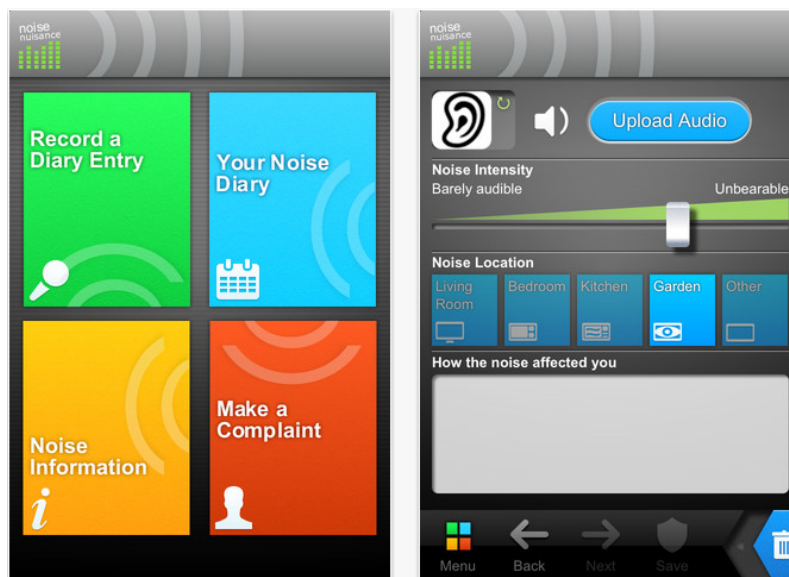 noise
nuisance
Record a
Diary Entry
Your Noise
Diary
Noise
Information
i
Make a
Complaint
noise
nuisance
Upload Audio
Noise Intensity
Barely audible Unbearable
Noise Location
Living
Room
Bedroom
Kitchen
Garden
Other
How the noise affected you
Menu Back Next Save